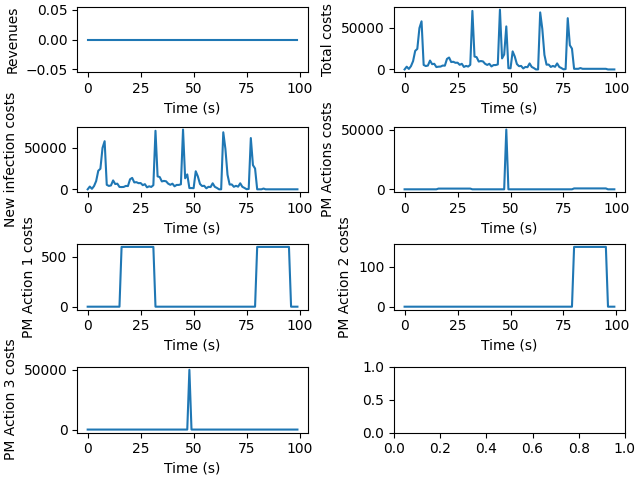 Revenues
0.05
0.00
−0.05
0 25 50 75 100
Time (s)
Total costs
50000
0
0 25 50 75 100
Time (s)
New infection costs
50000
0
0 25 50 75 100
Time (s)
PM Actions costs
50000
0
0 25 50 75 100
Time (s)
PM Action 1 costs
500
0
0 25 50 75 100
Time (s)
PM Action 2 costs
100
0
0 25 50 75 100
Time (s)
PM Action 3 costs
50000
0
0 25 50 75 100
Time (s)
1.0
0.5
0.0
0.0 0.2 0.4 0.6 0.8 1.0